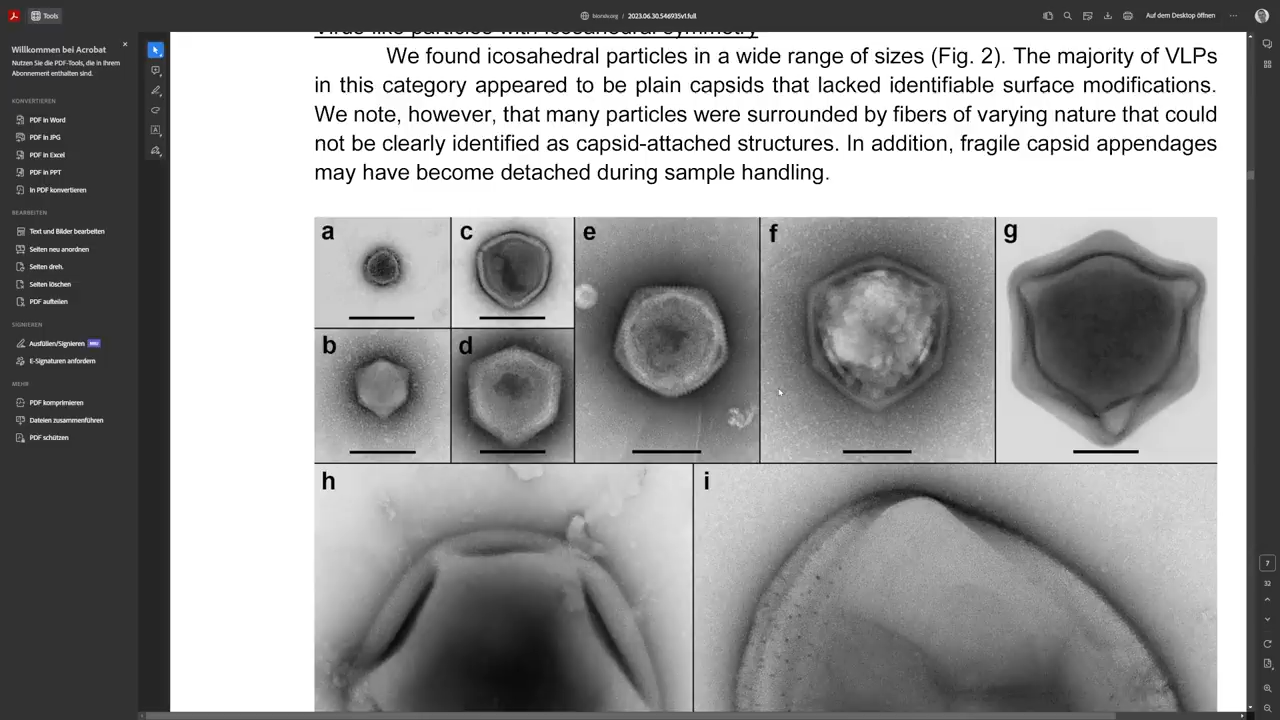 Tools
biorxiv.org / 2023.06.30.546935v1.full
Auf dem Desktop öffnen
Willkommen bei Acrobat
Nutzen Sie die PDF-Tools, die in Ihrem
Abonnement enthalten sind.
KONVERTIEREN
PDF in Word
PDF in JPG
PDF in Excel
PDF in PPT
In PDF konvertieren
BEARBEITEN
Text und Bilder bearbeiten
Seiten neu anordnen
Seiten dreh.
Seiten löschen
PDF aufteilen
SIGNIEREN
Ausfüllen/Signieren NEU
E-Signaturen anfordern
MEHR
PDF komprimieren
Dateien zusammenführen
PDF schützen
Virus-like particles with icosahedral symmetry
We found icosahedral particles in a wide range of sizes (Fig. 2). The majority of VLPs
in this category appeared to be plain capsids that lacked identifiable surface modifications.
We note, however, that many particles were surrounded by fibers of varying nature that could
not be clearly identified as capsid-attached structures. In addition, fragile capsid appendages
may have become detached during sample handling.
a
c
e
f
g
b
d
h
i
7
32